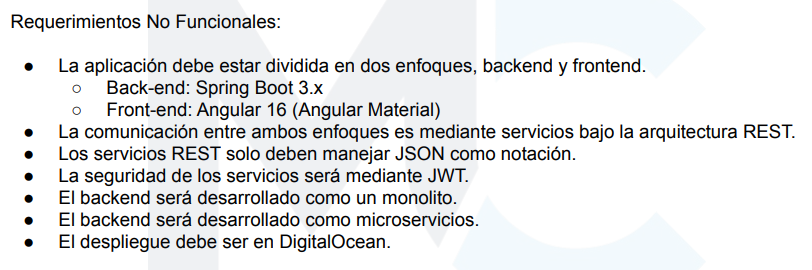 Requerimientos No Funcionales:
● La aplicación debe estar dividida en dos enfoques, backend y frontend.
○ Back-end: Spring Boot 3.x
○ Front-end: Angular 16 (Angular Material)
● La comunicación entre ambos enfoques es mediante servicios bajo la arquitectura REST.
● Los servicios REST solo deben manejar JSON como notación.
● La seguridad de los servicios será mediante JWT.
● El backend será desarrollado como un monolito.
● El backend será desarrollado como microservicios.
● El despliegue debe ser en DigitalOcean.